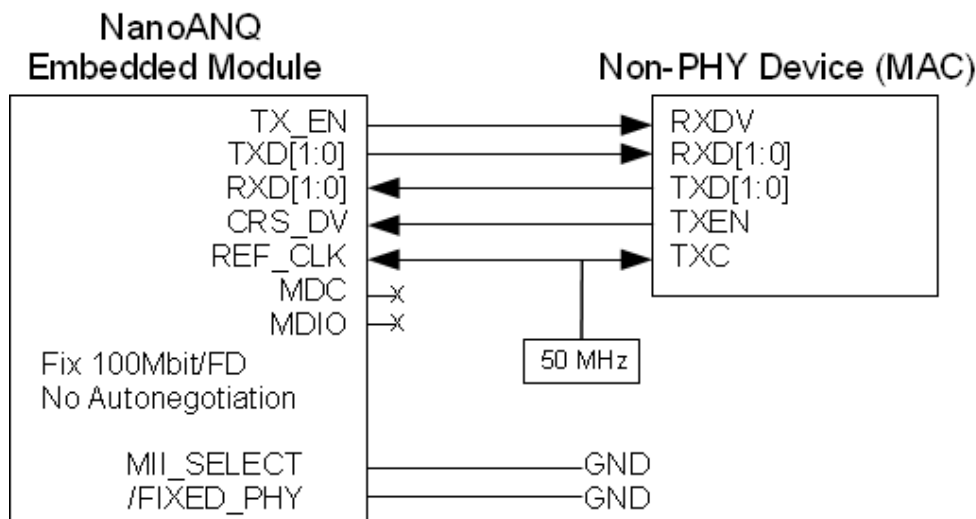 NanoANQ
Embedded Module
Non-PHY Device (MAC)
TX_EN
TXD[1:0]
RXD[1:0]
CRS_DV
REF_CLK
MDC
MDIO
RXDV
RXD[1:0]
TXD[1:0]
TXEN
TXC
50 MHz
Fix 100Mbit/FD
No Autonegotiation
MII_SELECT
GND
/FIXED_PHY
GND